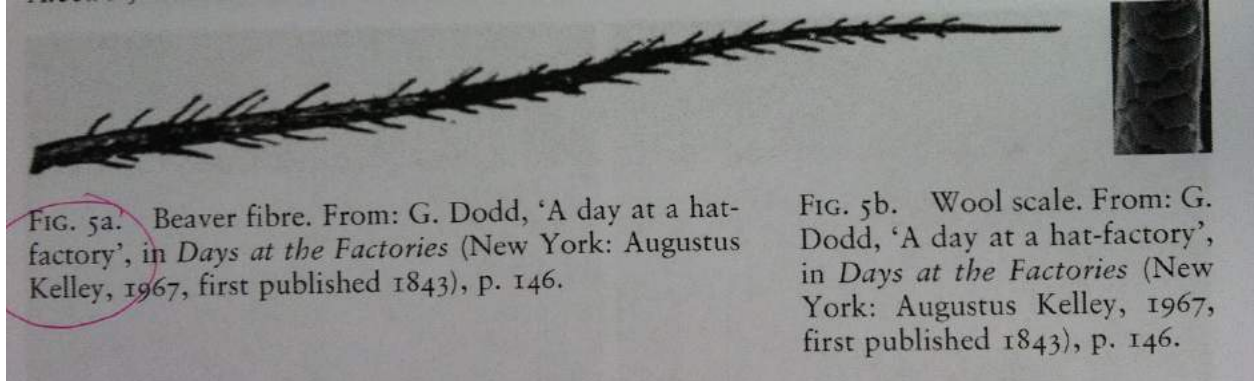 FIG. 5a. Beaver fibre. From: G. Dodd, ‘A day at a hat-
factory’, in Days at the Factories (New York: Augustus
Kelley, 1967, first published 1843), p. 146.
FIG. 5b. Wool scale. From: G.
Dodd, ‘A day at a hat-factory’,
in Days at the Factories (New
York: Augustus Kelley, 1967,
first published 1843), p. 146.